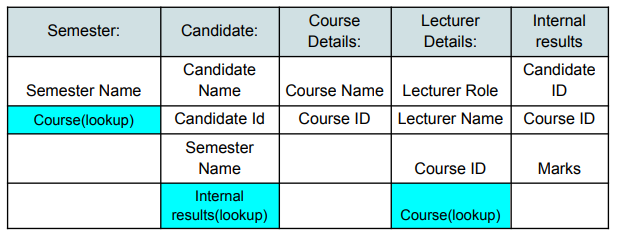 Semester:
Candidate:
Course
Details:
Lecturer
Details:
Internal
results
Semester Name
Candidate
Name
Course Name
Lecturer Role
Candidate
ID
Course(lookup)
Candidate Id
Course ID
Lecturer Name
Course ID
Semester
Name
Course ID
Marks
Internal
results(lookup)
Course(lookup)